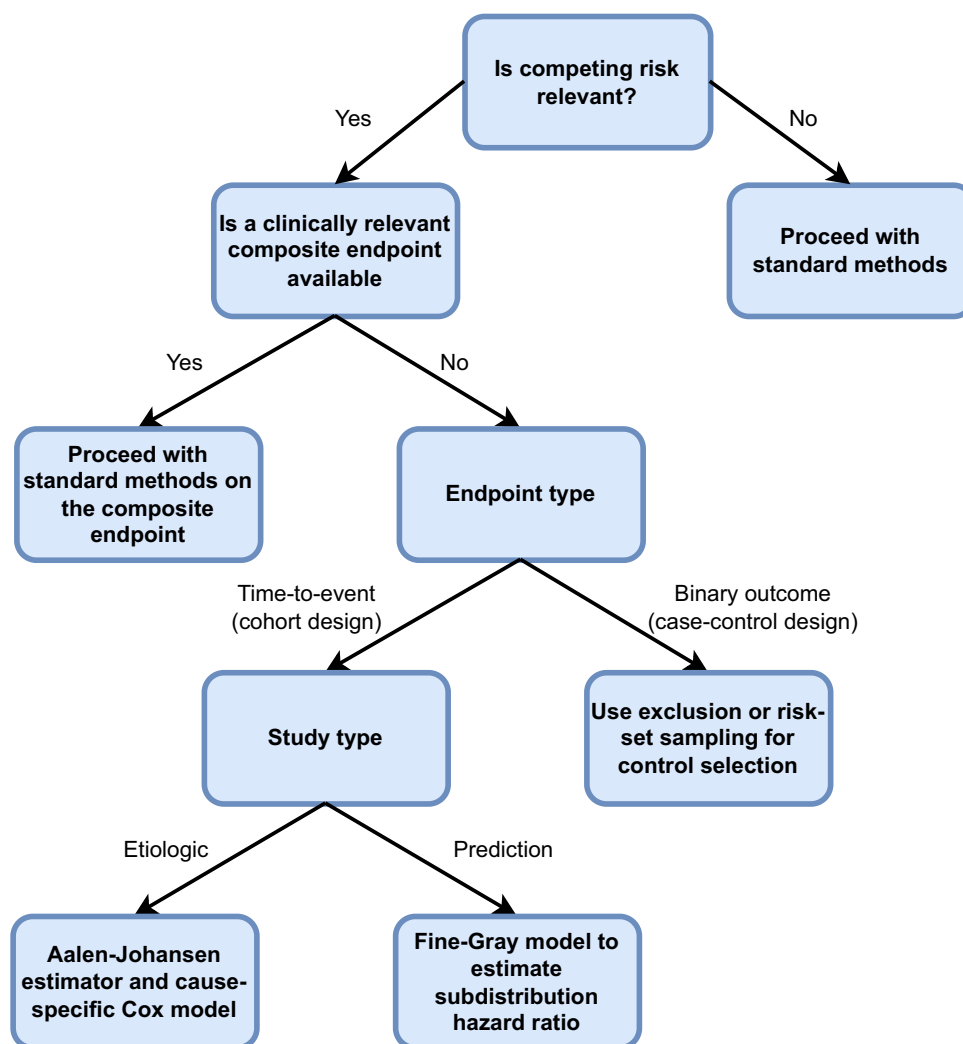 Is competing risk
relevant?
Yes
No
Is a clinically relevant
composite endpoint
available
Proceed with
standard methods
Yes
No
Proceed with
standard methods on
the composite
endpoint
Endpoint type
Time-to-event
(cohort design)
Binary outcome
(case-control design)
Study type
Use exclusion or risk-
set sampling for
control selection
Etiologic
Prediction
Aalen-Johansen
estimator and cause-
specific Cox model
Fine-Gray model to
estimate
subdistribution
hazard ratio